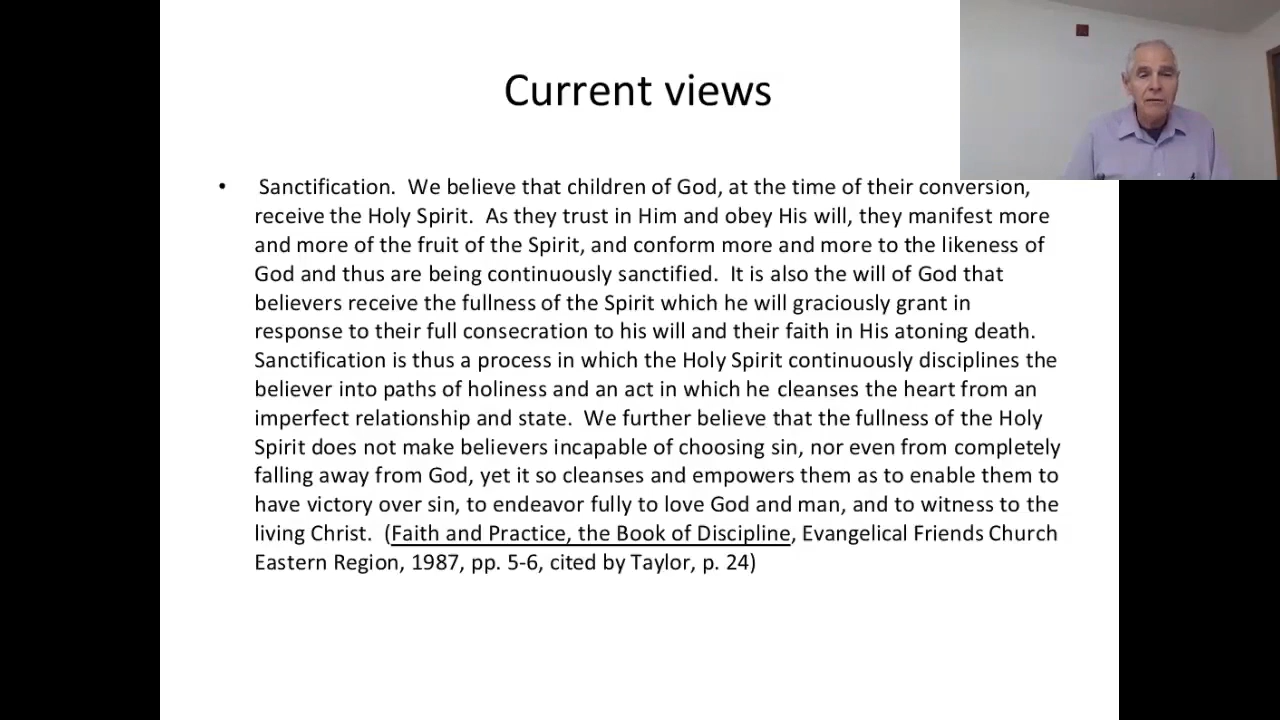 Current views
• Sanctification.  We believe that children of God, at the time of their conversion,
receive the Holy Spirit.  As they trust in Him and obey His will, they manifest more
and more of the fruit of the Spirit, and conform more and more to the likeness of
God and thus are being continuously sanctified.  It is also the will of God that
believers receive the fullness of the Spirit which he will graciously grant in
response to their full consecration to his will and their faith in His atoning death.
Sanctification is thus a process in which the Holy Spirit continuously disciplines the
believer into paths of holiness and an act in which he cleanses the heart from an
imperfect relationship and state.  We further believe that the fullness of the Holy
Spirit does not make believers incapable of choosing sin, nor even from completely
falling away from God, yet it so cleanses and empowers them as to enable them to
have victory over sin, to endeavor fully to love God and man, and to witness to the
living Christ.  (Faith and Practice, the Book of Discipline, Evangelical Friends Church
Eastern Region, 1987, pp. 5-6, cited by Taylor, p. 24)